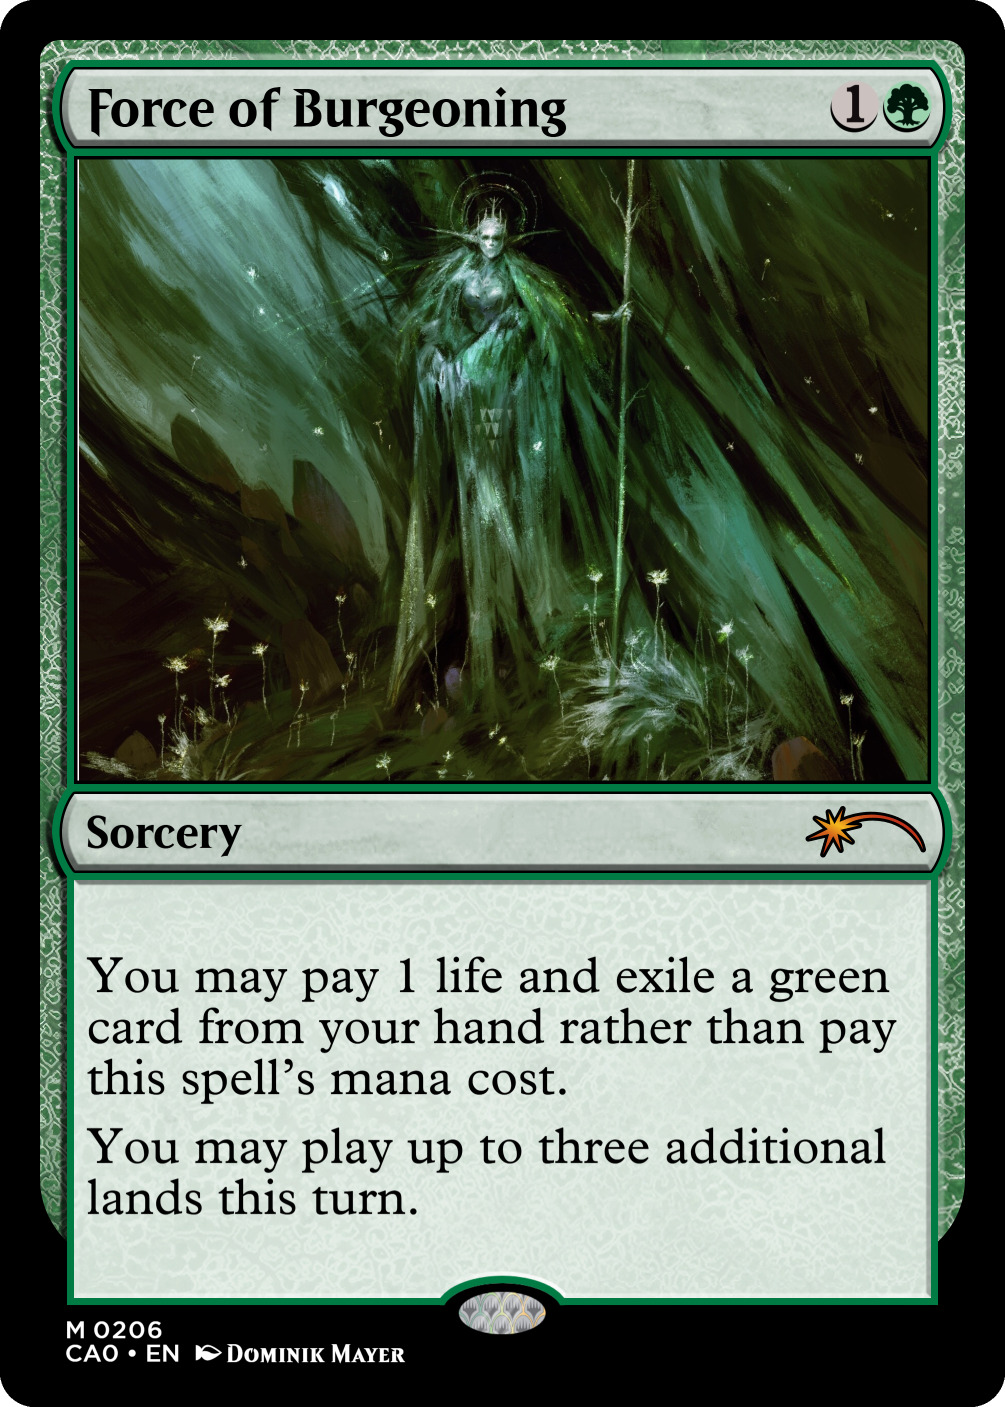 Force of Burgeoning 1
Sorcery
You may pay 1 life and exile a green
card from your hand rather than pay
this spell’s mana cost.
You may play up to three additional
lands this turn.
M 0206
CAO • EN DOMINIK MAYER